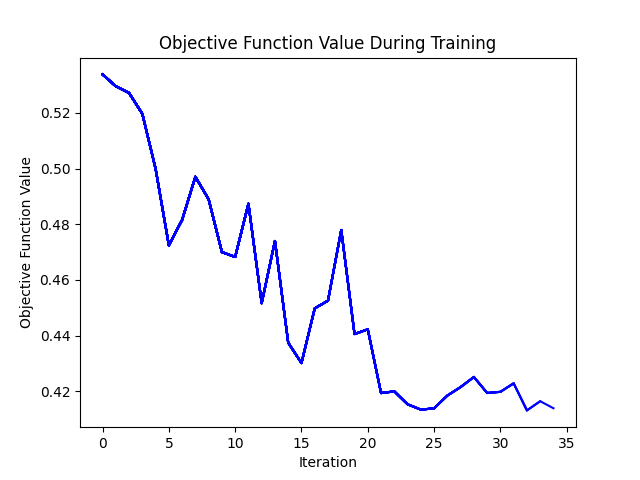 Objective Function Value During Training
Objective Function Value
0.52
0.50
0.48
0.46
0.44
0.42
0 5 10 15 20 25 30 35
Iteration